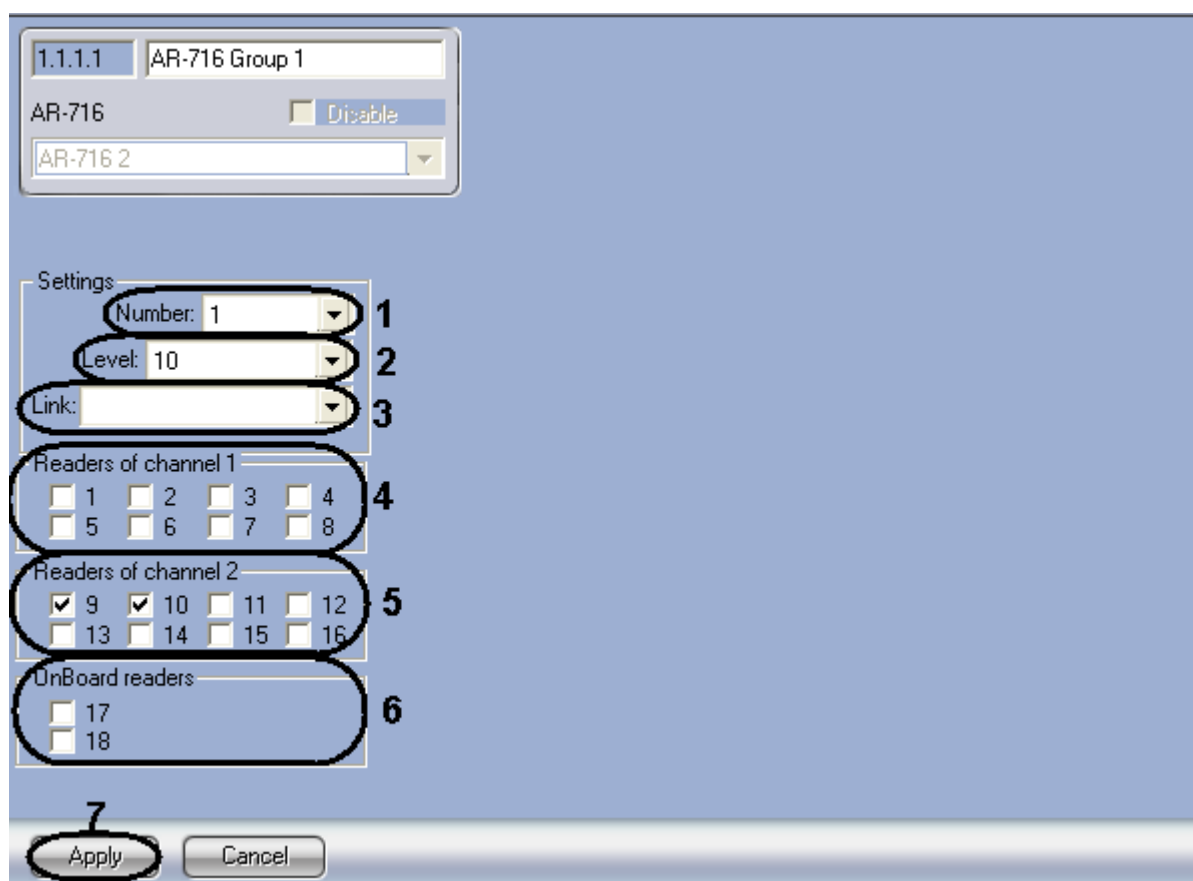 1.1.1.1 AR-716 Group 1
AR-716 Disable
AR-716 2
Settings
Number: 1 1
Level: 10 2
Link: 3
Readers of channel 1
1 2 3 4 4
5 6 7 8
Readers of channel 2
9 10 11 12 5
13 14 15 16
OnBoard readers
17 6
18
7
Apply Cancel